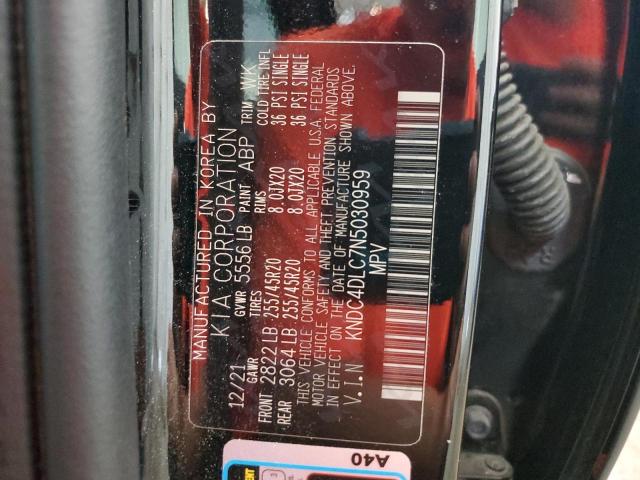 MANUFACTURED IN KOREA BY
KIA CORPORATION
12/21 GVWR 5556 LB PAINT ABP TRIM WK
GAWR TIRES RIMS COLD TIRE INFL
FRONT 2822 LB 255/45R20 8.0JX20 36 PSI SINGLE
REAR 3064 LB 255/45R20 8.0JX20 36 PSI SINGLE
THIS VEHICLE CONFORMS TO ALL APPLICABLE U.S.A. FEDERAL
MOTOR VEHICLE SAFETY AND THEFT PREVENTION STANDARDS
IN EFFECT ON THE DATE OF MANUFACTURE SHOWN ABOVE.
V.I.N KNDC4DLC7N5030959
MPV
A40